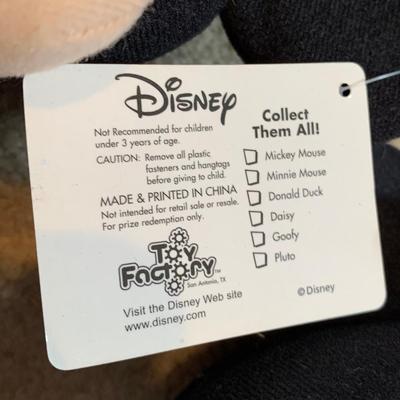 Disney
Not Recommended for children
under 3 years of age.
CAUTION: Remove all plastic
fasteners and hangtags
before giving to child.
MADE & PRINTED IN CHINA
Not intended for retail sale or resale.
For prize redemption only.
Toy
Factory™
San Antonio, TX
Visit the Disney Web site
www.disney.com
Collect
Them All!
Mickey Mouse
Minnie Mouse
Donald Duck
Daisy
Goofy
Pluto
©Disney